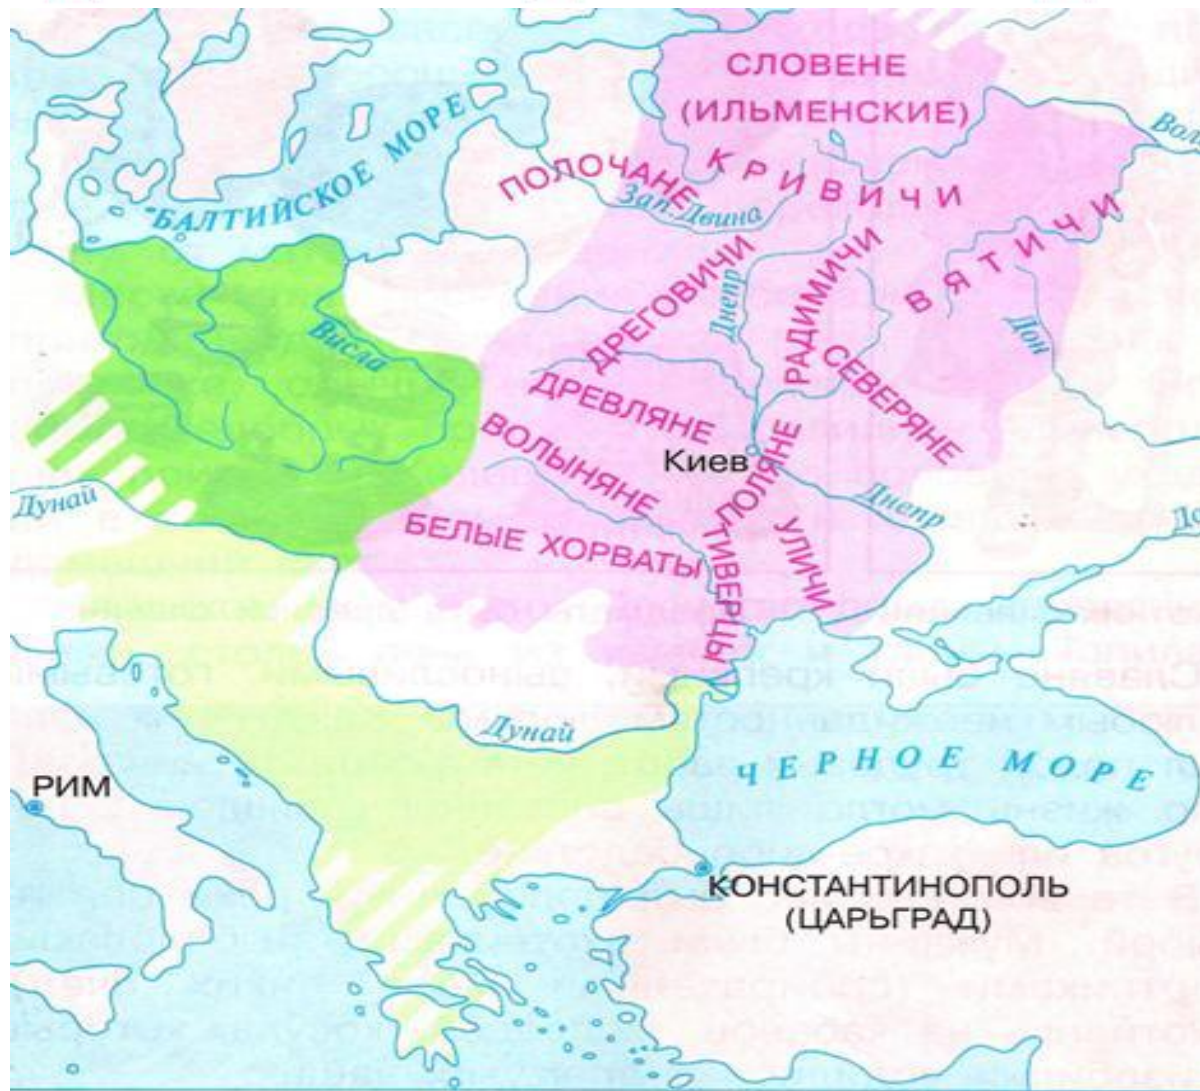 СЛОВЕНЕ
(ИЛЬМЕНСКИЕ)
БАЛТИЙСКОЕ МОРЕ
ПОЛОЧАНЕ
КРИВИЧИ
Зап. Двина
ВЯТИЧИ
ДРЕГОВИЧИ
Днепр
РАДИМИЧИ
Дон
Висла
СЕВЕРЯНЕ
ДРЕВЛЯНЕ
ВОЛЫНЯНЕ
Киев
ПОЛЯНЕ
Дунай
Днепр
БЕЛЫЕ ХОРВАТЫ
ТИВЕРЦЫ
УЛИЧИ
Дунай
ЧЕРНОЕ МОРЕ
РИМ
КОНСТАНТИНОПОЛЬ
(ЦАРЬГРАД)